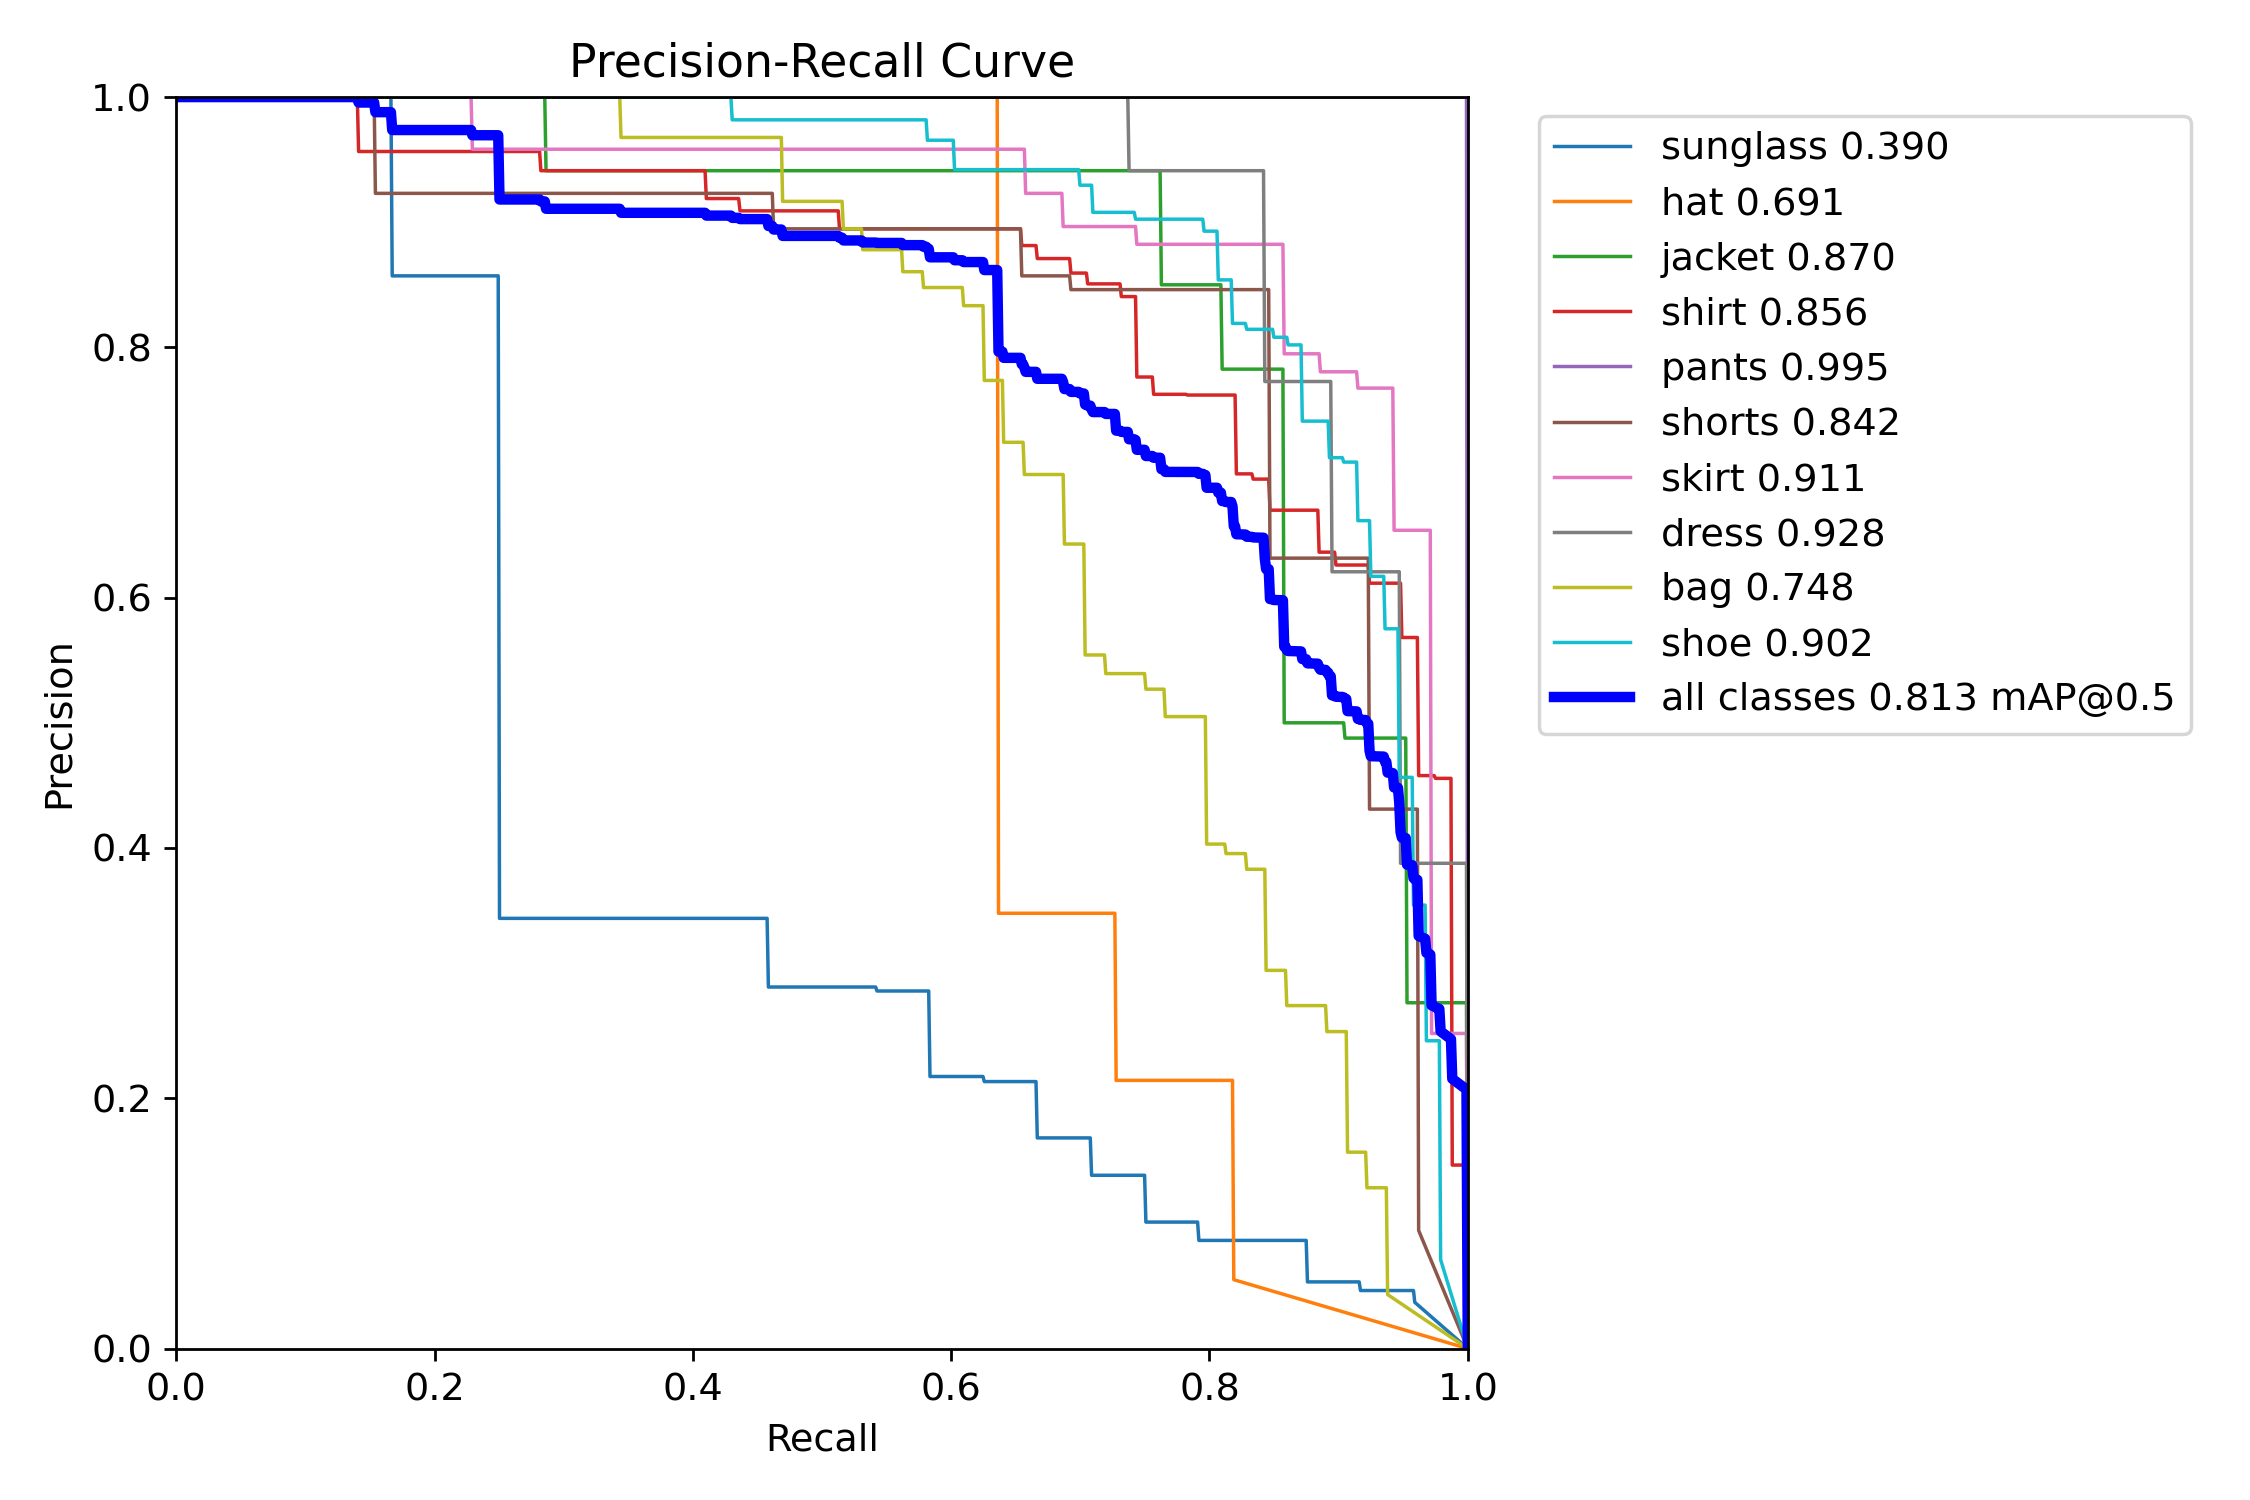 Precision-Recall Curve
1.0
0.8
0.6
0.4
0.2
0.0
Precision
0.0 0.2 0.4 0.6 0.8 1.0
Recall
sunglass 0.390
hat 0.691
jacket 0.870
shirt 0.856
pants 0.995
shorts 0.842
skirt 0.911
dress 0.928
bag 0.748
shoe 0.902
all classes 0.813 mAP@0.5